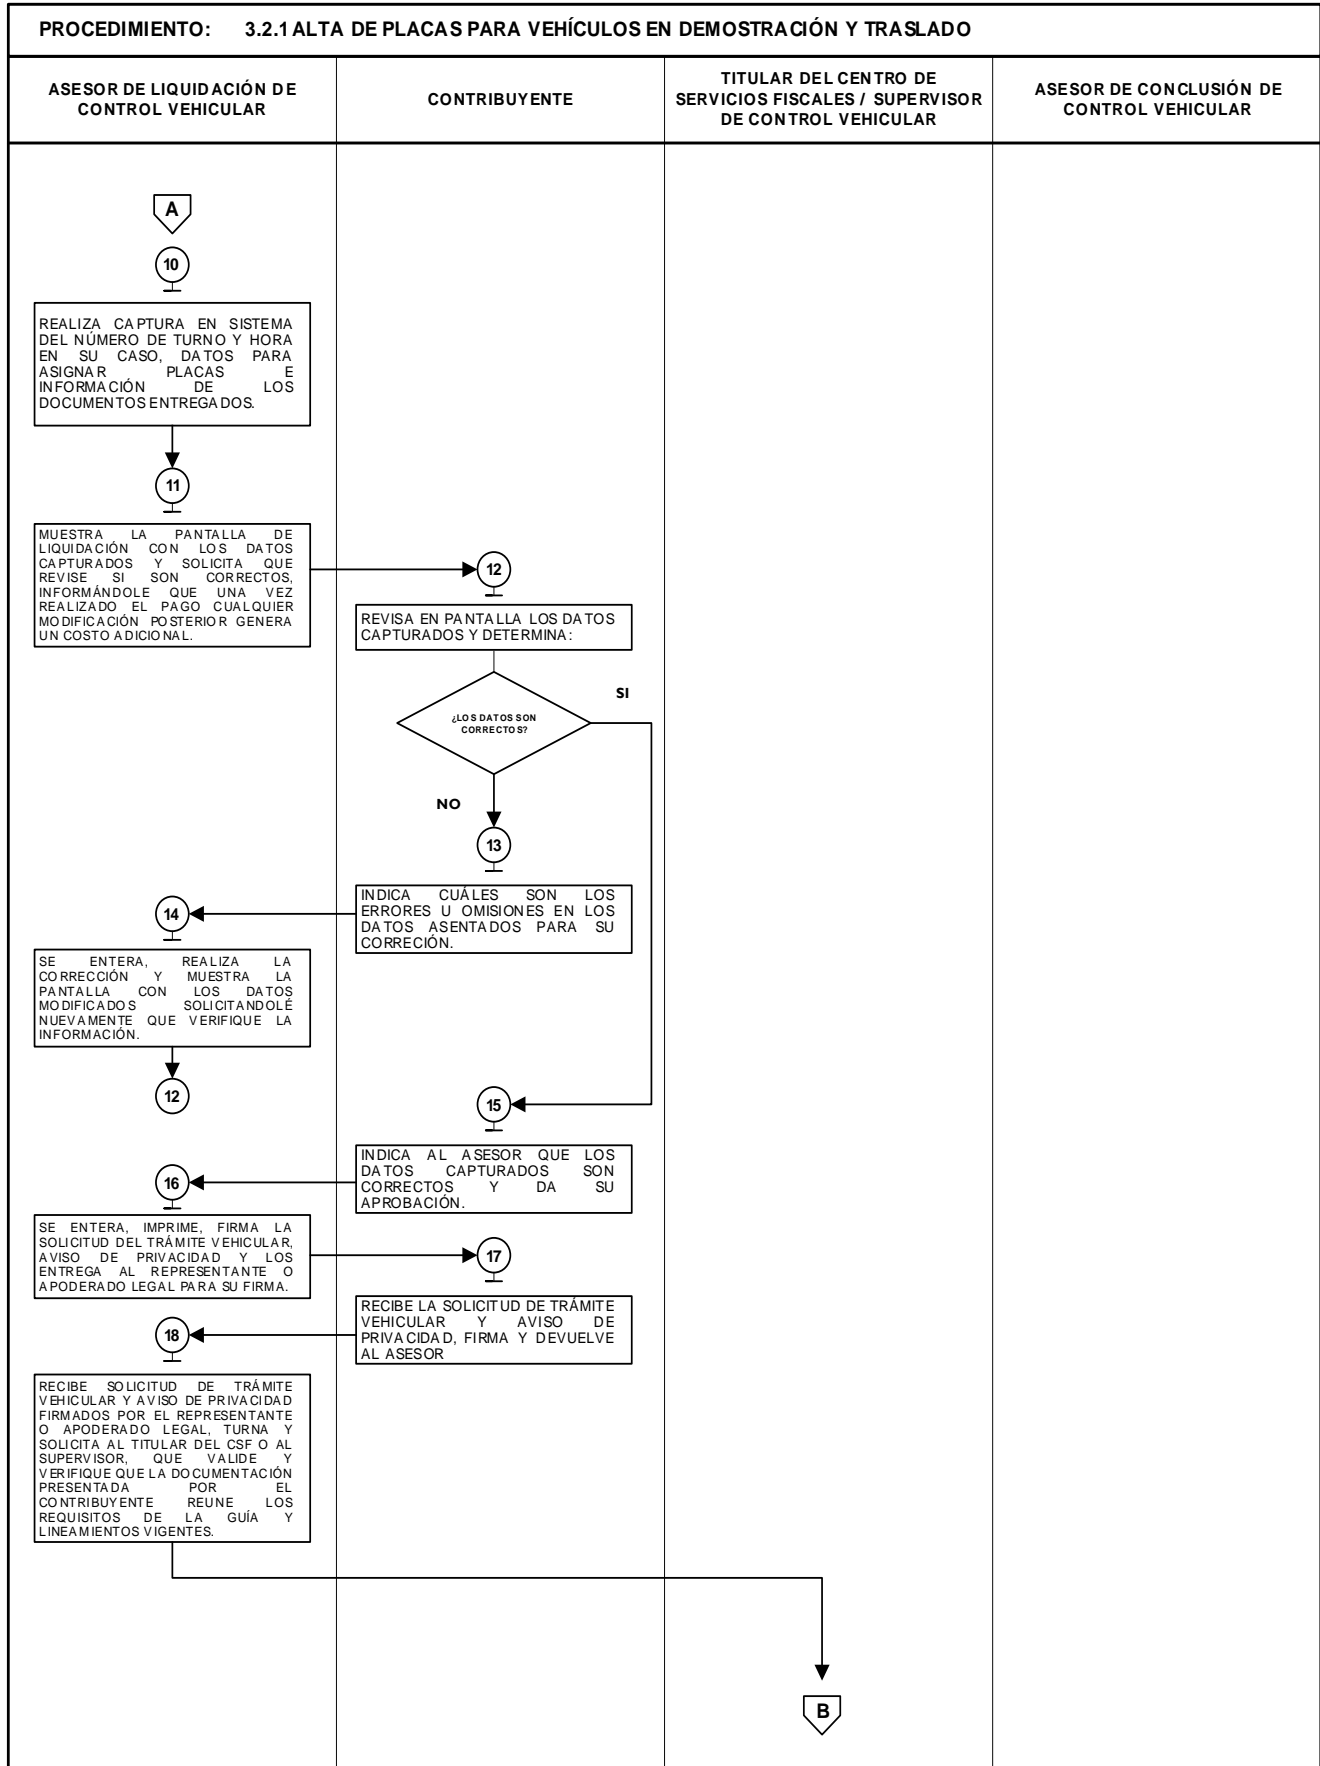 PROCEDIMIENTO: 3.2.1 ALTA DE PLACAS PARA VEHÍCULOS EN DEMOSTRACIÓN Y TRASLADO
ASESOR DE LIQUIDACIÓN DE
CONTROL VEHICULAR
CONTRIBUYENTE
TITULAR DEL CENTRO DE
SERVICIOS FISCALES / SUPERVISOR
DE CONTROL VEHICULAR
ASESOR DE CONCLUSIÓN DE
CONTROL VEHICULAR
A
10
REALIZA CAPTURA EN SISTEMA
DEL NÚMERO DE TURNO Y HORA
EN SU CASO, DATOS PARA
ASIGNAR PLACAS E
INFORMACIÓN DE LOS
DOCUMENTOS ENTREGADOS.
11
MUESTRA LA PANTALLA DE
LIQUIDACIÓN CON LOS DATOS
CAPTURADOS Y SOLICITA QUE
REVISE SI SON CORRECTOS,
INFORMÁNDOLE QUE UNA VEZ
REALIZADO EL PAGO CUALQUIER
MODIFICACIÓN POSTERIOR GENERA
UN COSTO ADICIONAL.
12
REVISA EN PANTALLA LOS DATOS
CAPTURADOS Y DETERMINA:
¿LOS DATOS SON
CORRECTOS?
SI
NO
13
INDICA CUÁLES SON LOS
ERRORES U OMISIONES EN LOS
DATOS ASENTADOS PARA SU
CORRECIÓN.
14
SE ENTERA, REALIZA LA
CORRECCIÓN Y MUESTRA LA
PANTALLA CON LOS DATOS
MODIFICADOS SOLICITANDOLÉ
NUEVAMENTE QUE VERIFIQUE LA
INFORMACIÓN.
12
15
INDICA AL ASESOR QUE LOS
DATOS CAPTURADOS SON
CORRECTOS Y DA SU
APROBACIÓN.
16
SE ENTERA, IMPRIME, FIRMA LA
SOLICITUD DEL TRÁMITE VEHICULAR,
AVISO DE PRIVACIDAD Y LOS
ENTREGA AL REPRESENTANTE O
APODERADO LEGAL PARA SU FIRMA.
17
RECIBE LA SOLICITUD DE TRÁMITE
VEHICULAR Y AVISO DE
PRIVACIDAD, FIRMA Y DEVUELVE
AL ASESOR
18
RECIBE SOLICITUD DE TRÁMITE
VEHICULAR Y AVISO DE PRIVACIDAD
FIRMADOS POR EL REPRESENTANTE
O APODERADO LEGAL, TURNA Y
SOLICITA AL TITULAR DEL CSF O AL
SUPERVISOR, QUE VALIDE Y
VERIFIQUE QUE LA DOCUMENTACIÓN
PRESENTADA POR EL
CONTRIBUYENTE REUNE LOS
REQUISITOS DE LA GUÍA Y
LINEAMIENTOS VIGENTES.
B